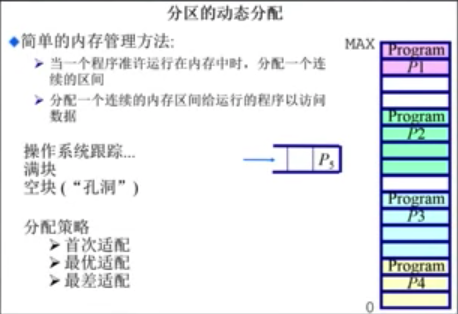 分区的动态分配
简单的内存管理方法:
当一个程序准许运行在内存中时，分配一个连
续的区间
分配一个连续的内存区间给运行的程序以访问
数据
操作系统跟踪...
满块
空块 (“孔洞”)
分配策略
首次适配
最优适配
最差适配
P5
MAX
Program
P1
Program
P2
Program
P3
Program
P4
0